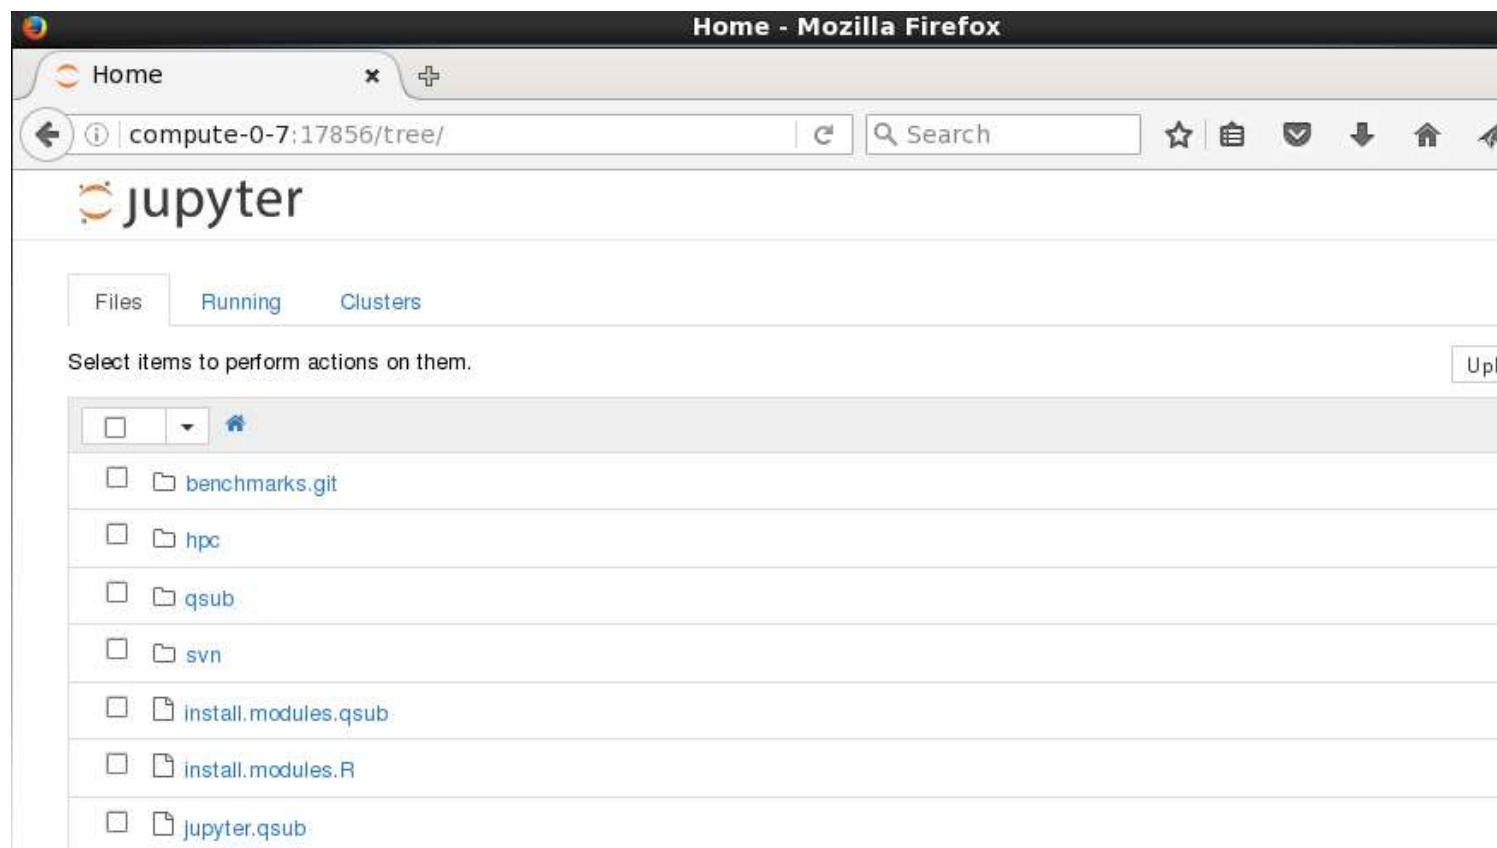 Home - Mozilla Firefox
Home
compute-0-7:17856/tree/
Search
jupyter
Files Running Clusters
Select items to perform actions on them.
Upl
benchmarks.git
hpc
qsub
svn
install.modules.qsub
install.modules.R
jupyter.qsub